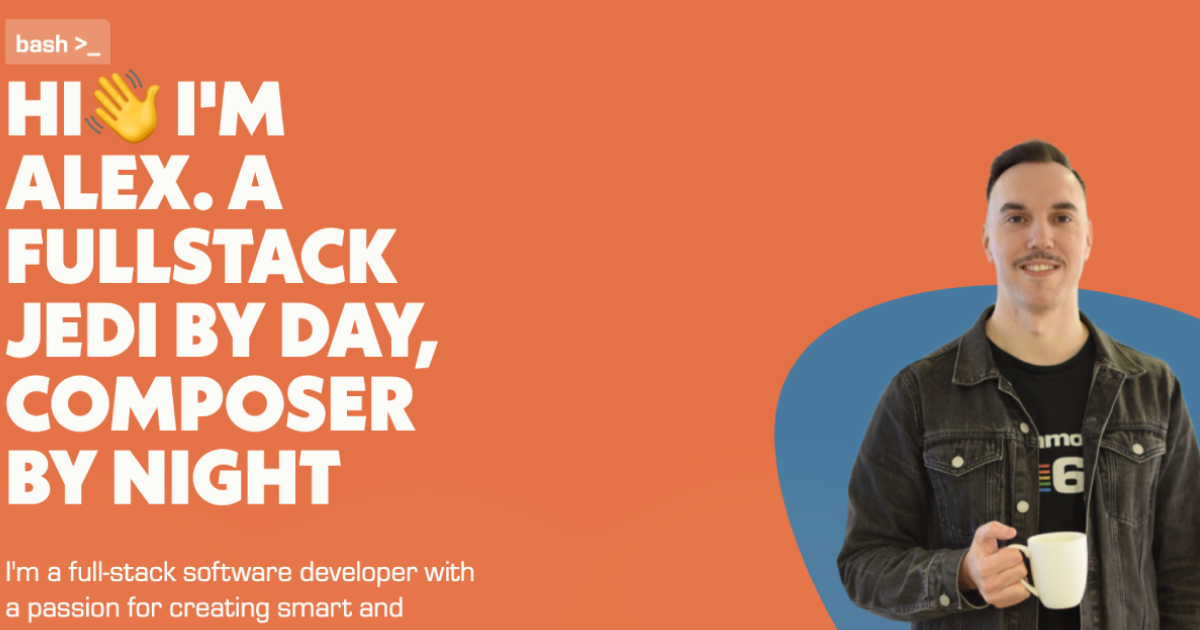 bash >_
HI👋 I'M
ALEX. A
FULLSTACK
JEDI BY DAY,
COMPOSER
BY NIGHT
I'm a full-stack software developer with
a passion for creating smart and
64